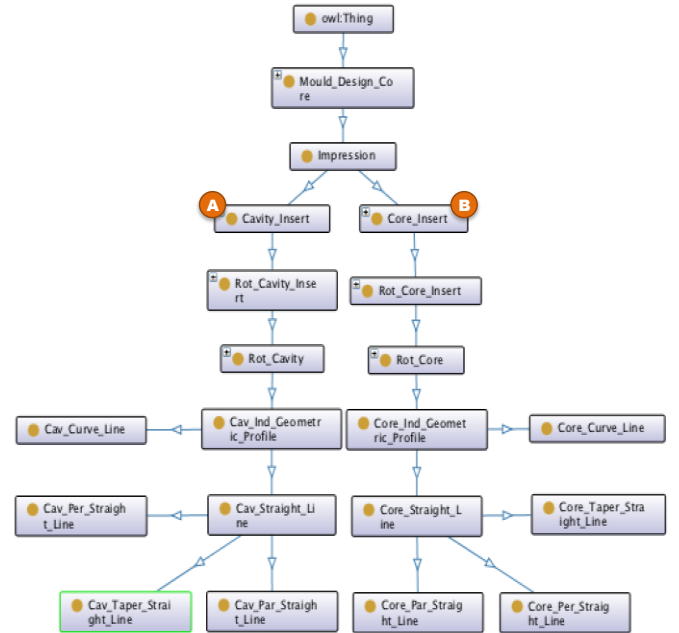 owl:Thing
Mould_Design_Co
re
Impression
A
B
Cavity_Insert
Core_Insert
Rot_Cavity_Inse
rt
Rot_Core_Insert
Rot_Cavity
Rot_Core
Cav_Curve_Line
Cav_Ind_Geometr
ic_Profile
Core_Ind_Geomet
ric_Profile
Core_Curve_Line
Cav_Per_Straigh
t_Line
Cav_Straight_Li
ne
Core_Straight_L
ine
Core_Taper_Stra
ight_Line
Cav_Taper_Strai
ght_Line
Cav_Par_Straigh
t_Line
Core_Par_Straig
ht_Line
Core_Per_Straig
ht_Line